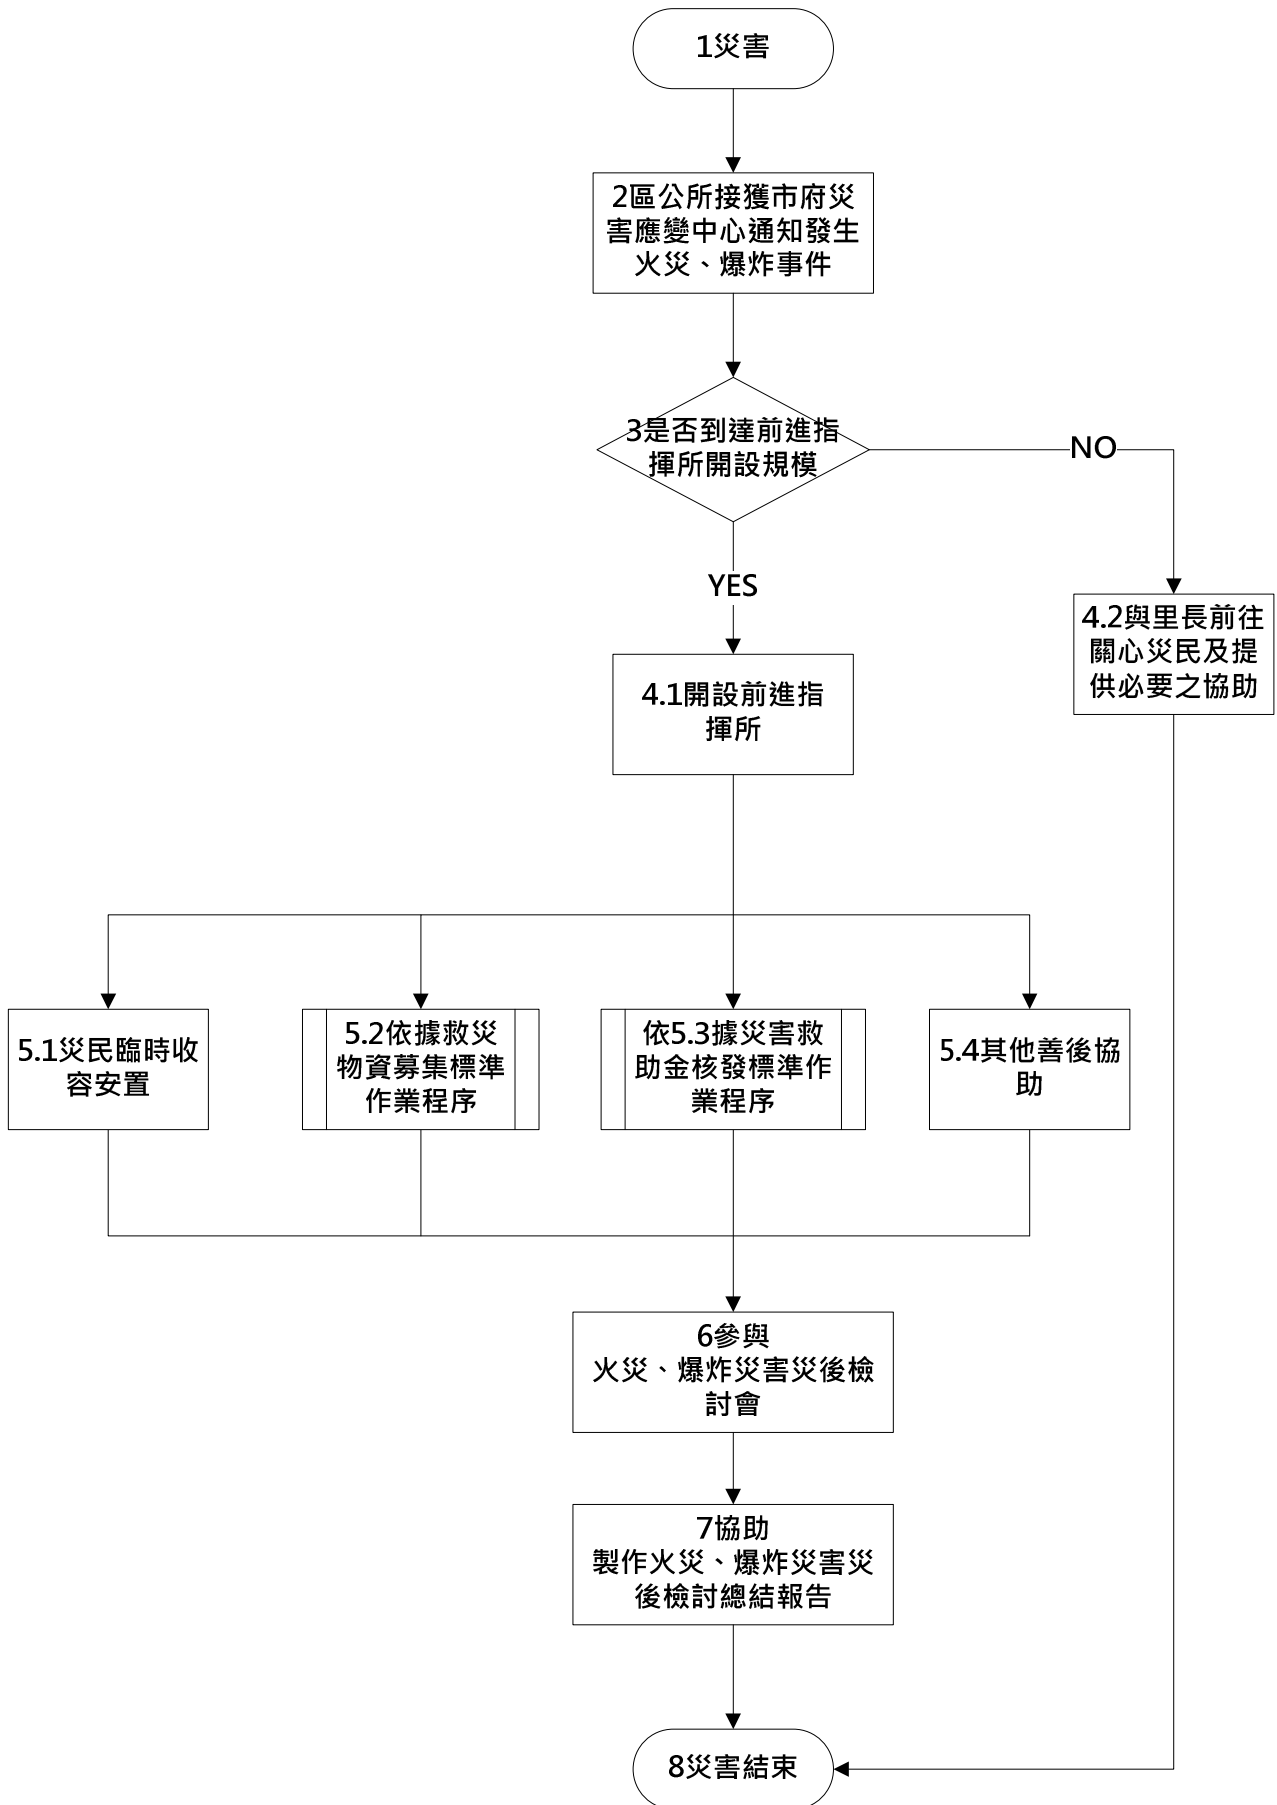 1災害
2區公所接獲市府災
害應變中心通知發生
火災、爆炸事件
3是否到達前進指
揮所開設規模
NO
YES
4.2與里長前往
關心災民及提
供必要之協助
4.1開設前進指
揮所
5.1災民臨時收
容安置
5.2依據救災
物資募集標準
作業程序
依5.3據災害救
助金核發標準作
業程序
5.4其他善後協
助
6參與
火災、爆炸災害災後檢
討會
7協助
製作火災、爆炸災害災
後檢討總結報告
8災害結束